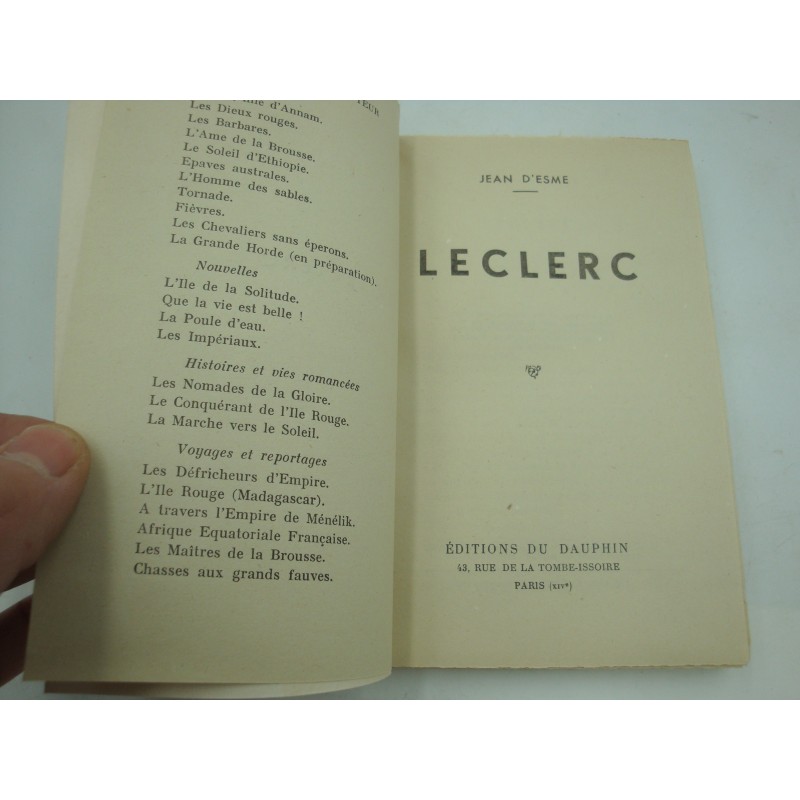 TEUR
d'Annam.
Les Dieux rouges.
Les Barbares.
L'Ame de la Brousse.
Le Soleil d'Ethiopie.
Epaves australes.
L'Homme des sables.
Tornade.
Fièvres.
Les Chevaliers sans éperons.
La Grande Horde (en préparation).
Nouvelles
L'Ile de la Solitude.
Que la vie est belle !
La Poule d'eau.
Les Impériaux.
Histoires et vies romancées
Les Nomades de la Gloire.
Le Conquérant de l'Ile Rouge.
La Marche vers le Soleil.
Voyages et reportages
Les Défricheurs d'Empire.
L'Ile Rouge (Madagascar).
A travers l'Empire de Ménélik.
Afrique Equatoriale Française.
Les Maîtres de la Brousse.
Chasses aux grands fauves.
JEAN D'ESME
LECLERC
ÉDITIONS DU DAUPHIN
43, RUE DE LA TOMBE-ISSOIRE
PARIS (XIVe)